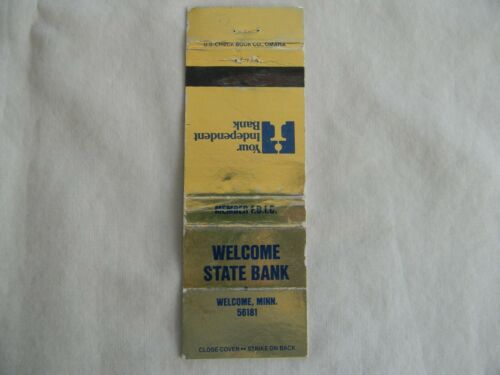 U.S. CHECK BOOK CO., OMAHA
Your
Independent
Bank
MEMBER F.D.I.C.
WELCOME
STATE BANK
WELCOME, MINN.
56181
CLOSE COVER •• STRIKE ON BACK